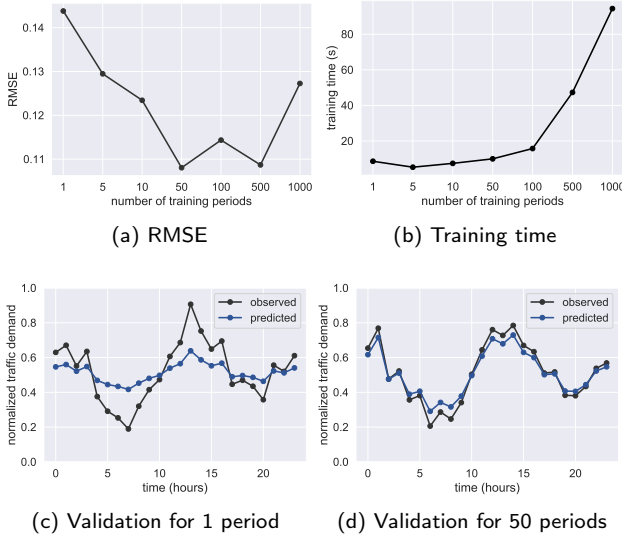 0.14
0.13
0.12
0.11
RMSE
1 5 10 50 100 500 1000
number of training periods
(a) RMSE
80
60
40
20
training time (s)
1 5 10 50 100 500 1000
number of training periods
(b) Training time
1.0
0.8
0.6
0.4
0.2
0.0
normalized traffic demand
observed
predicted
0 5 10 15 20
time (hours)
(c) Validation for 1 period
1.0
0.8
0.6
0.4
0.2
0.0
normalized traffic demand
observed
predicted
0 5 10 15 20
time (hours)
(d) Validation for 50 periods